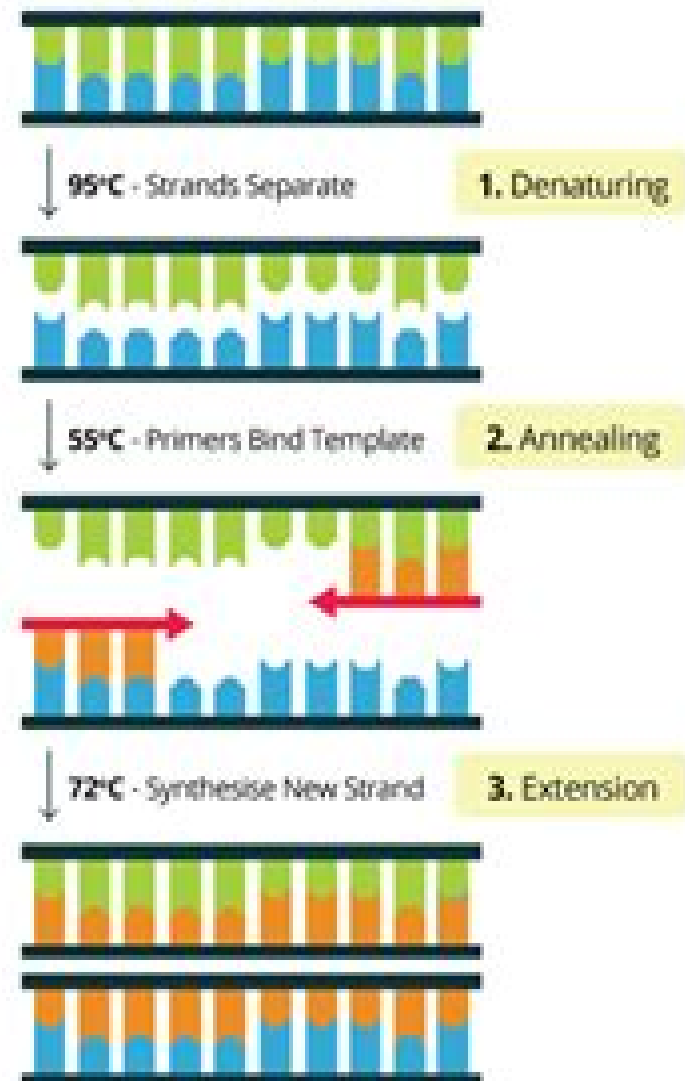 95°C - Strands Separate
1. Denaturing
55°C - Primers Bind Template
2. Annealing
72°C - Synthesise New Strand
3. Extension